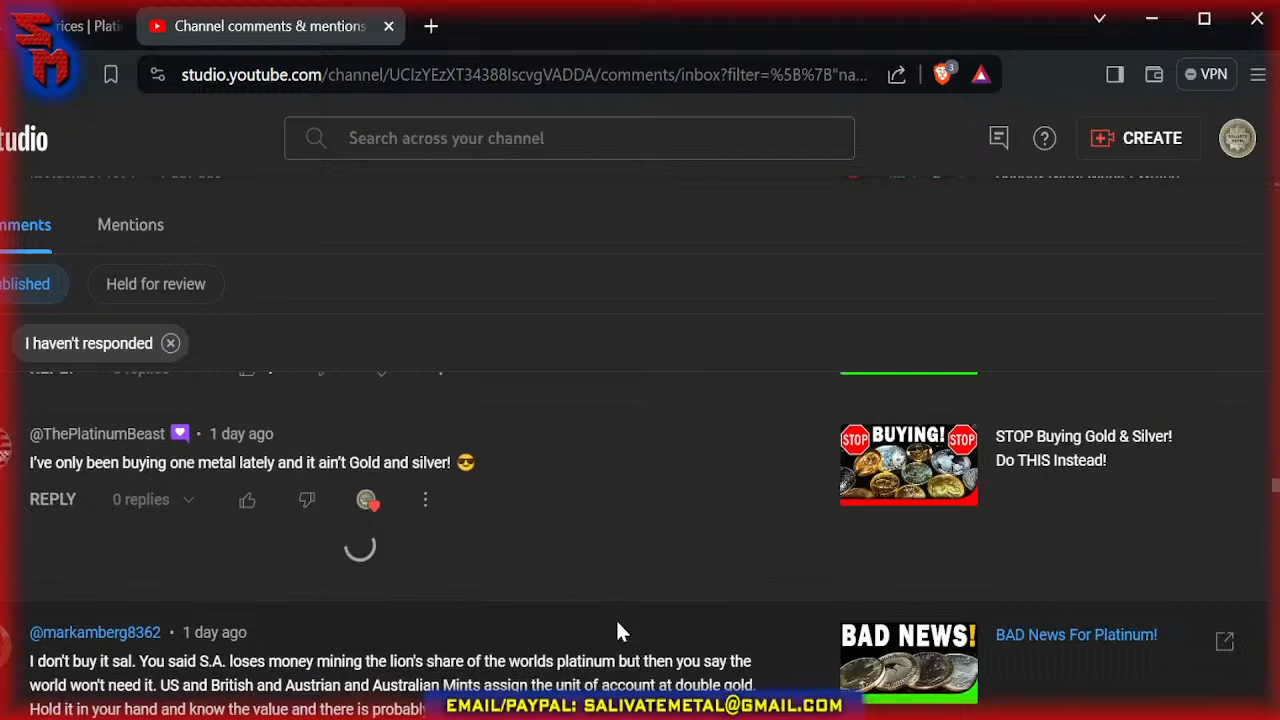 SM
rices | Plati
Channel comments & mentions
studio.youtube.com/channel/UCIzYEzXT34388IscvgVADDA/comments/inbox?filter=%5B%7B"na...
3
VPN
tudio
Search across your channel
CREATE
mments
Mentions
ublished
Held for review
I haven't responded
@ThePlatinumBeast • 1 day ago
I've only been buying one metal lately and it ain't Gold and silver! 😎
REPLY 0 replies
STOP BUYING! STOP
STOP Buying Gold & Silver!
Do THIS Instead!
@markamberg8362 • 1 day ago
I don't buy it sal. You said S.A. loses money mining the lion's share of the worlds platinum but then you say the
world won't need it. US and British and Austrian and Australian Mints assign the unit of account at double gold.
Hold it in your hand and know the value and there is probably
BAD NEWS!
BAD News For Platinum!
EMAIL/PAYPAL: SALIVATEMETAL@GMAIL.COM